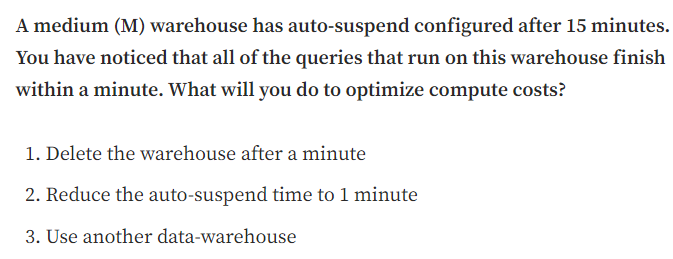 A medium (M) warehouse has auto-suspend configured after 15 minutes.
You have noticed that all of the queries that run on this warehouse finish
within a minute. What will you do to optimize compute costs?
1. Delete the warehouse after a minute
2. Reduce the auto-suspend time to 1 minute
3. Use another data-warehouse